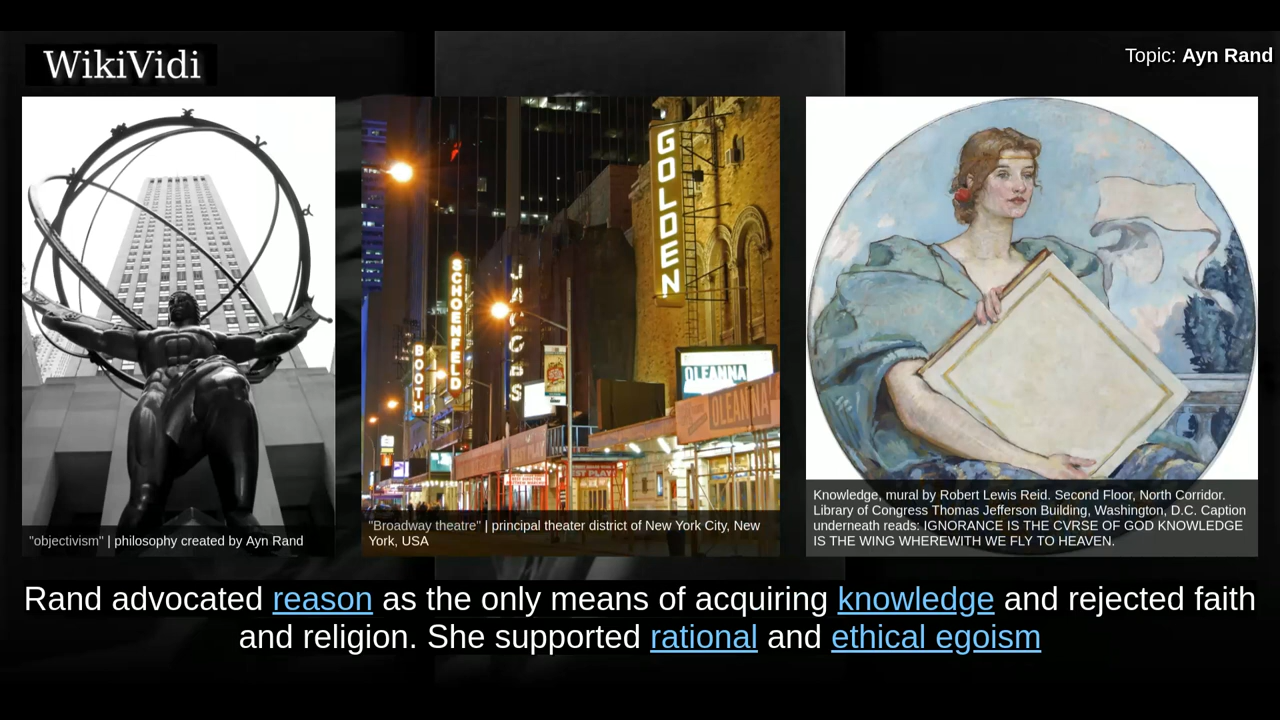 WikiVidi
Topic: Ayn Rand
GOLDEN
SCHOENFELD
JACOBS
BOOTH
OLEANNA
OLEANNA
"objectivism" | philosophy created by Ayn Rand
"Broadway theatre" | principal theater district of New York City, New
York, USA
Knowledge, mural by Robert Lewis Reid. Second Floor, North Corridor.
Library of Congress Thomas Jefferson Building, Washington, D.C. Caption
underneath reads: IGNORANCE IS THE CVRSE OF GOD KNOWLEDGE
IS THE WING WHEREWITH WE FLY TO HEAVEN.
Rand advocated reason as the only means of acquiring knowledge and rejected faith
and religion. She supported rational and ethical egoism